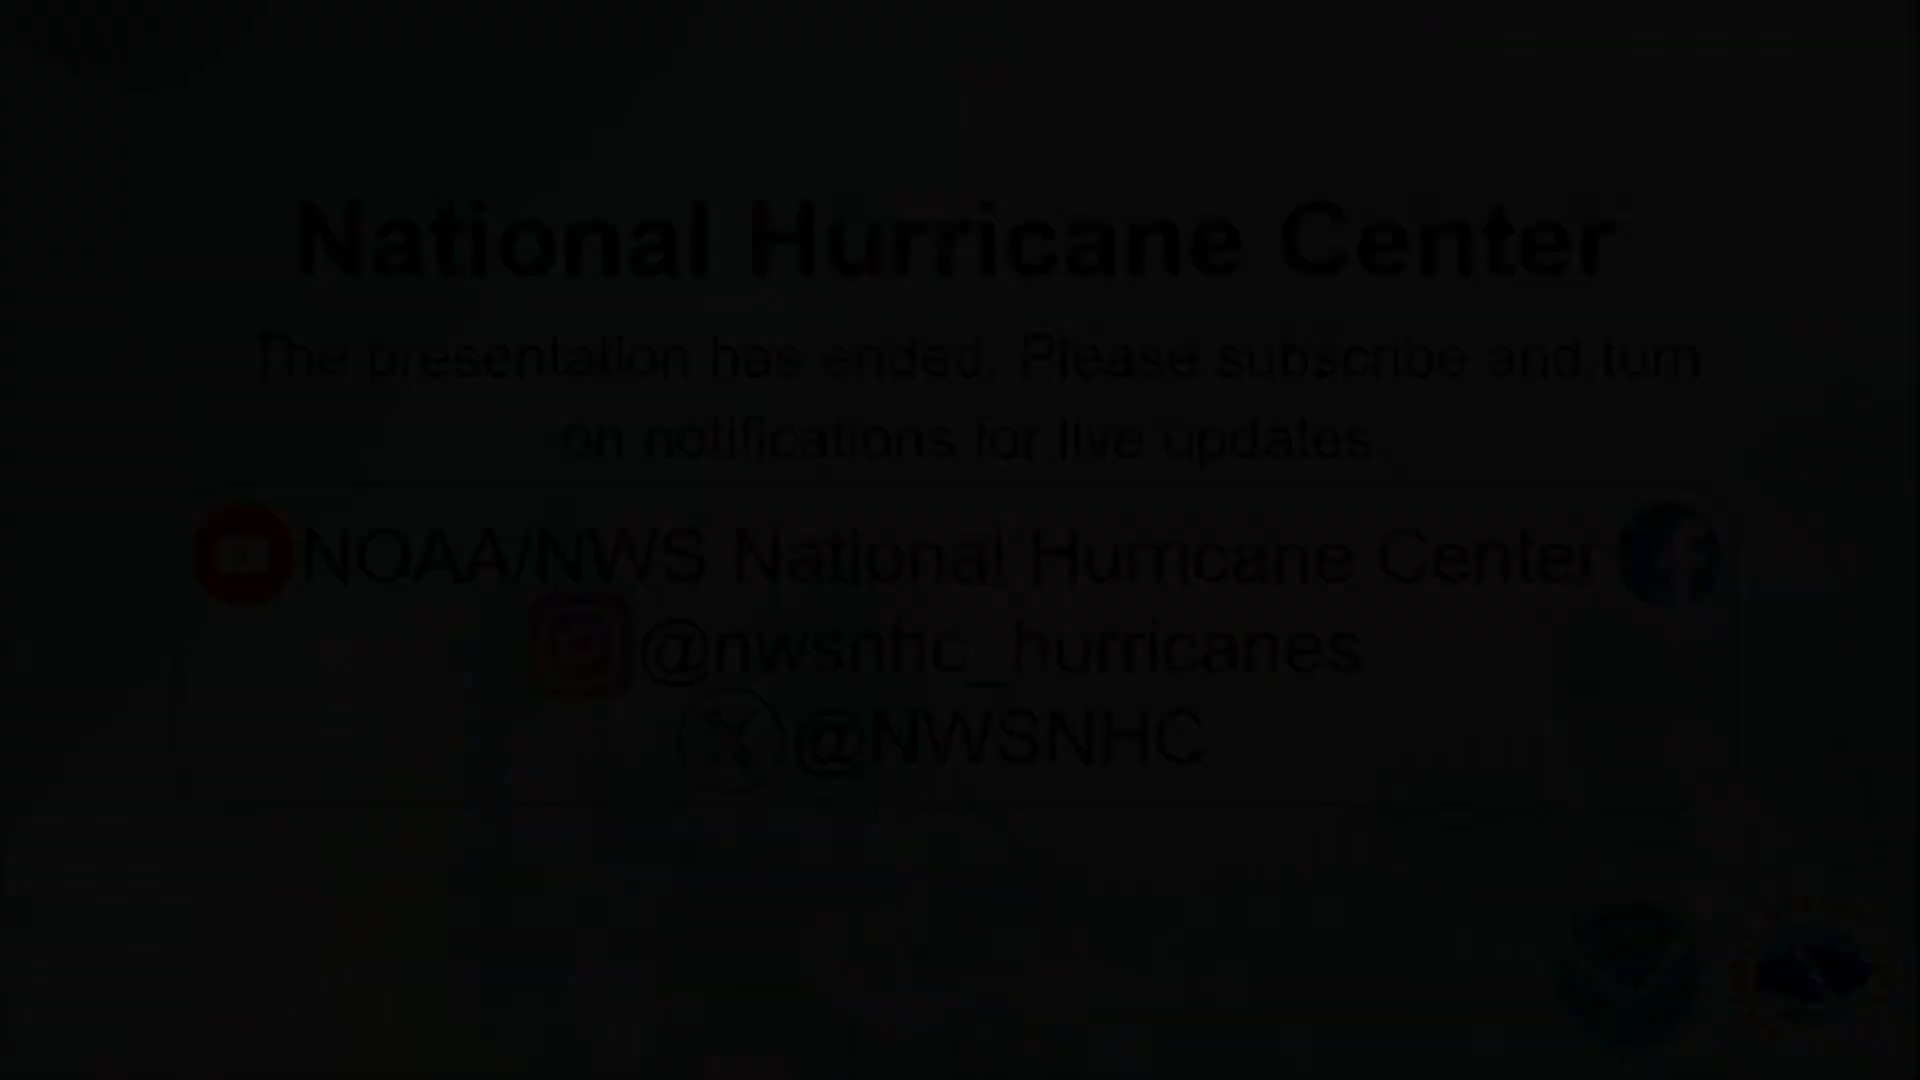 National Hurricane Center
The presentation has ended. Please subscribe and turn
on notifications for live updates
NOAA/NWS National Hurricane Center
@nwsnhc_hurricanes
@NWSNHC